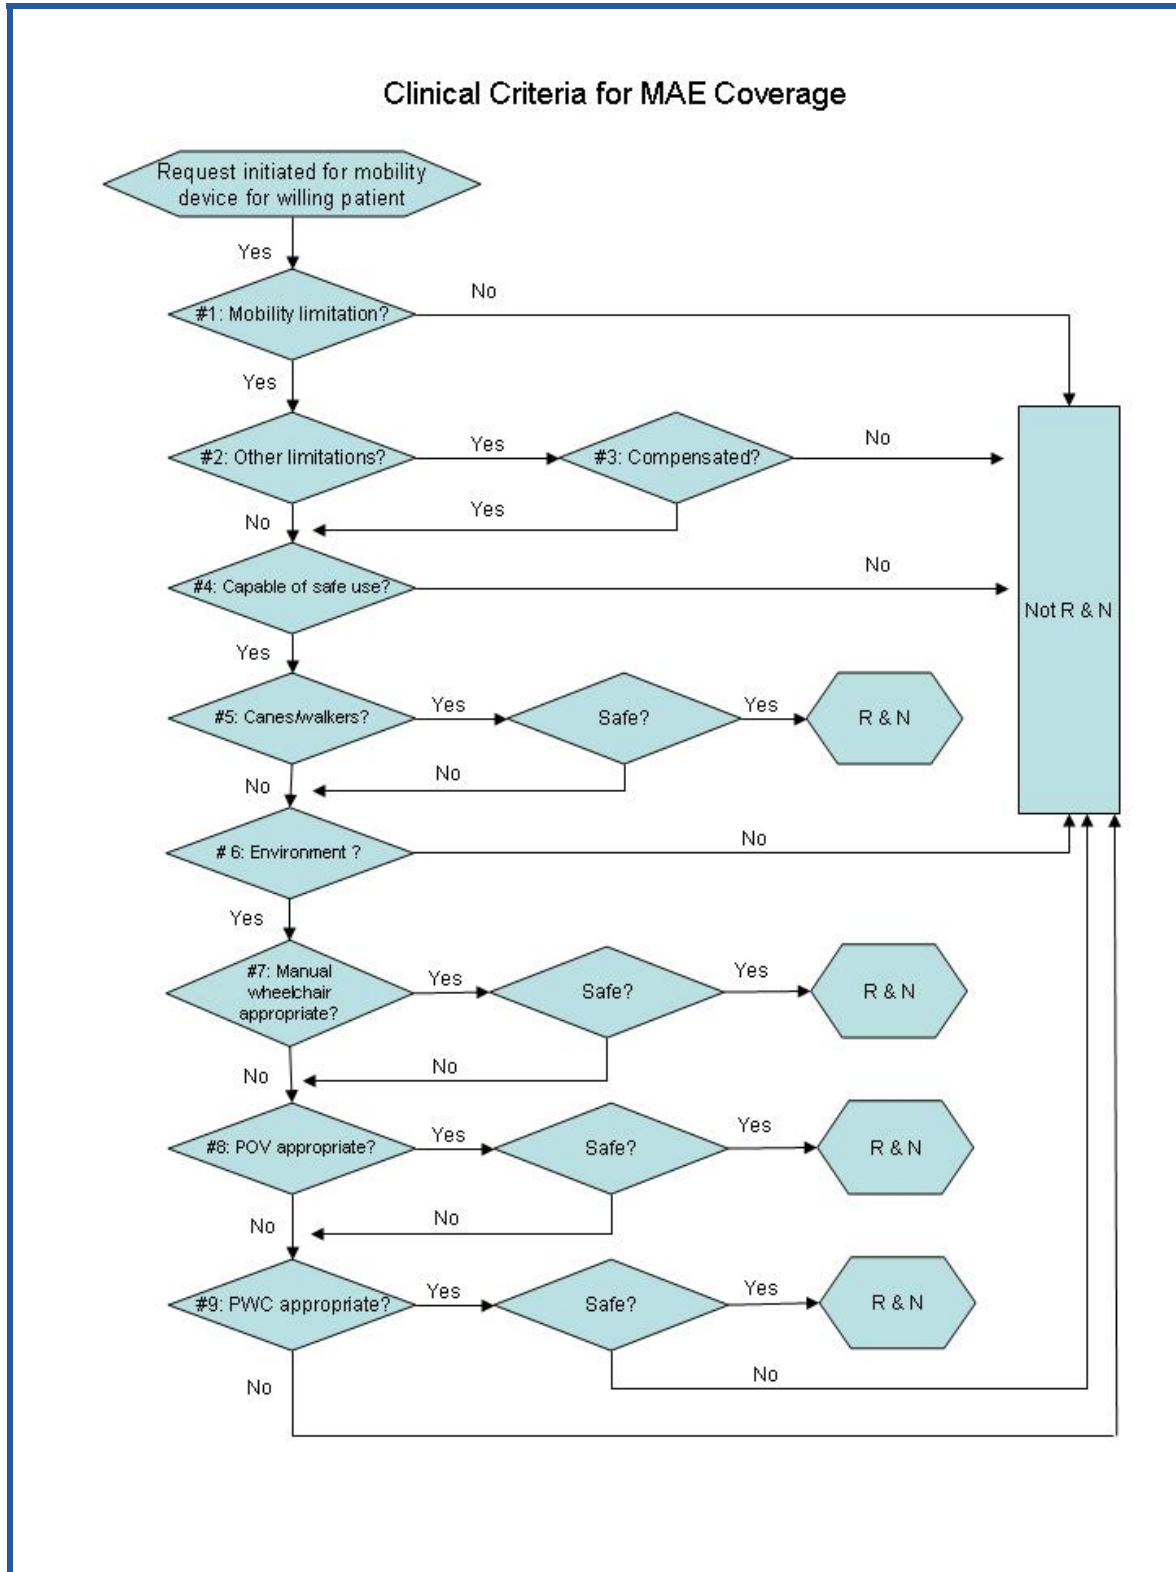 Clinical Criteria for MAE Coverage
Request initiated for mobility
device for willing patient
Yes
#1: Mobility limitation?
No
Yes
#2: Other limitations?
Yes
#3: Compensated?
No
No
Yes
#4: Capable of safe use?
No
Not R & N
Yes
#5: Canes/walkers?
Yes
Safe?
Yes
R & N
No
No
# 6: Environment ?
No
Yes
#7: Manual
wheelchair
appropriate?
Yes
Safe?
Yes
R & N
No
No
#8: POV appropriate?
Yes
Safe?
Yes
R & N
No
No
#9: PWC appropriate?
Yes
Safe?
Yes
R & N
No
No